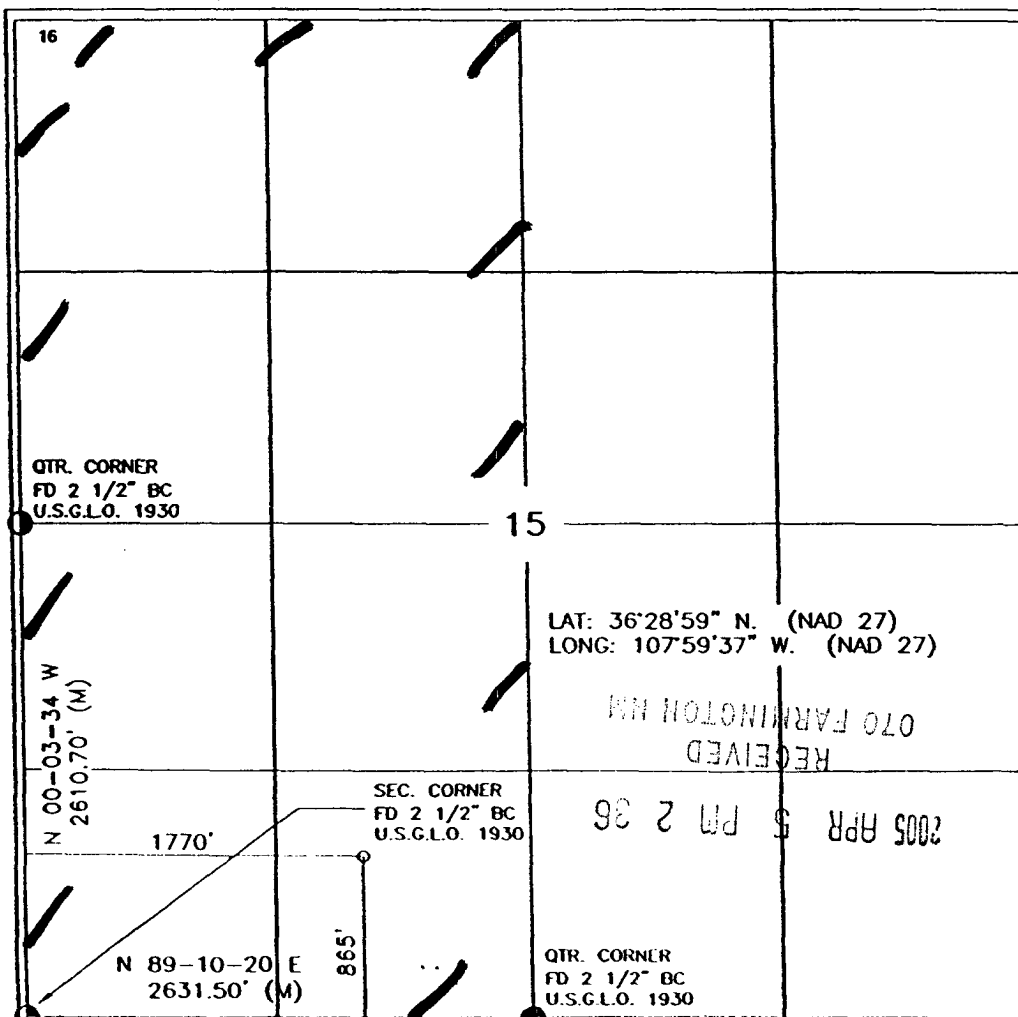 16
QTR. CORNER
FD 2 1/2" BC
U.S.G.L.O. 1930
15
LAT: 36°28'59" N. (NAD 27)
LONG: 107°59'37" W. (NAD 27)
N 00-03-34 W
2610.70' (M)
070 FARMINGTON NM
RECEIVED
2005 APR 5 PM 2 36
SEC. CORNER
FD 2 1/2" BC
U.S.G.L.O. 1930
1770'
865'
N 89-10-20 E
2631.50' (M)
QTR. CORNER
FD 2 1/2" BC
U.S.G.L.O. 1930